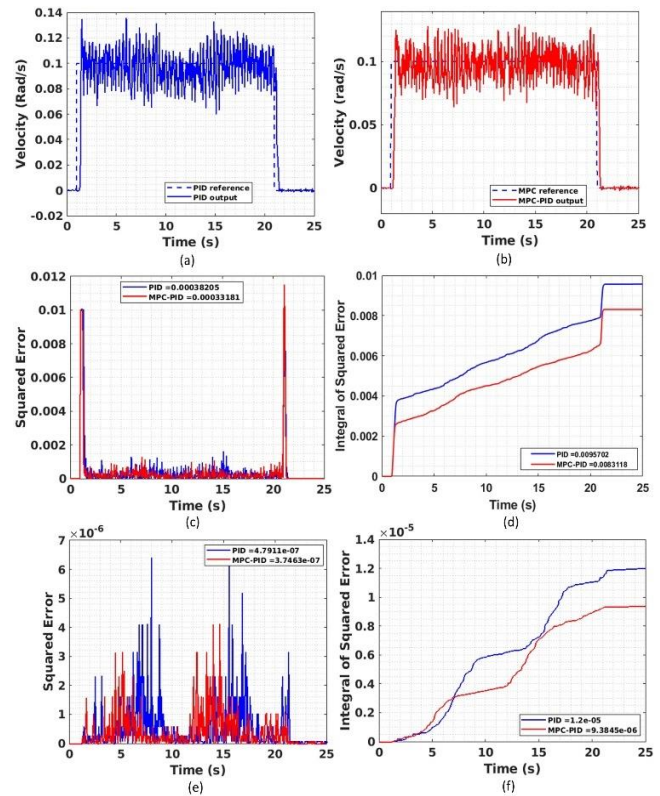 0.14
0.12
0.1
0.08
0.06
0.04
0.02
0
-0.02
Velocity (Rad/s)
PID reference
PID output
0 5 10 15 20 25
Time (s)
(a)
0.1
0.05
0
Velocity (rad/s)
MPC reference
MPC-PID output
0 5 10 15 20 25
Time (s)
(b)
0.012
0.01
0.008
0.006
0.004
0.002
0
Squared Error
PID =0.00038205
MPC-PID =0.00033181
0 5 10 15 20 25
Time (s)
(c)
0.01
0.008
0.006
0.004
0.002
0
Integral of Squared Error
PID =0.0095702
MPC-PID =0.0083118
0 5 10 15 20 25
Time (s)
(d)
×10⁻⁶
7
6
5
4
3
2
1
0
Squared Error
PID =4.7911e-07
MPC-PID =3.7463e-07
0 5 10 15 20 25
Time (s)
(e)
×10⁻⁵
1.4
1.2
1
0.8
0.6
0.4
0.2
0
Integral of Squared Error
PID =1.2e-05
MPC-PID =9.3845e-06
0 5 10 15 20 25
Time (s)
(f)